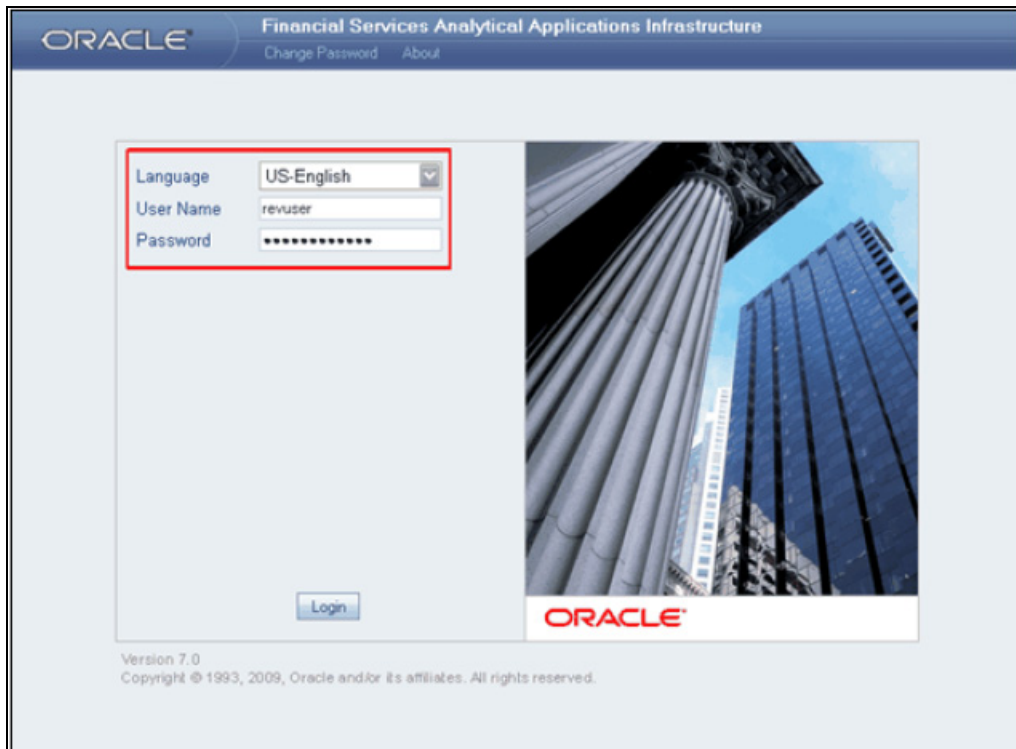 ORACLE
Financial Services Analytical Applications Infrastructure
Change Password About
Language US-English
User Name revuser
Password ••••••••••••
Login
ORACLE
Version 7.0
Copyright © 1993, 2009, Oracle and/or its affiliates. All rights reserved.